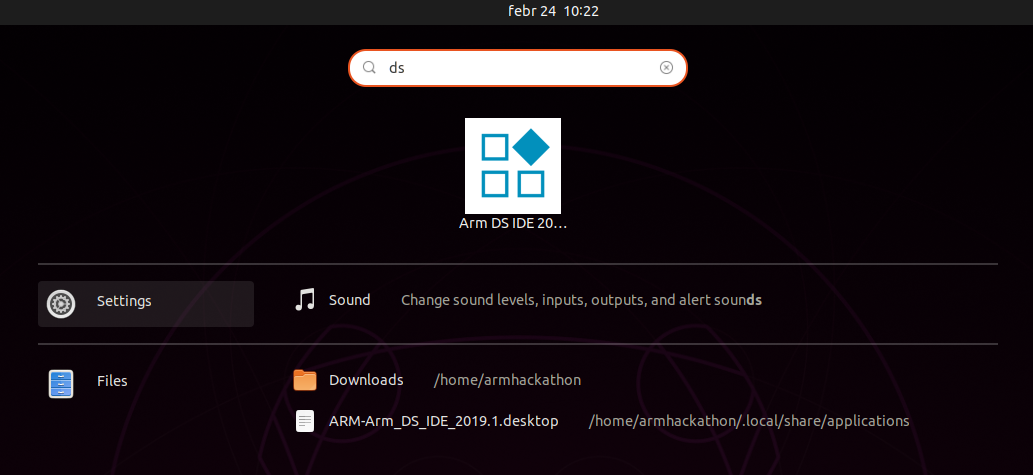 febr 24 10:22
ds
Arm DS IDE 20...
Settings
Sound Change sound levels, inputs, outputs, and alert sounds
Files
Downloads /home/armhackathon
ARM-Arm_DS_IDE_2019.1.desktop /home/armhackathon/.local/share/applications